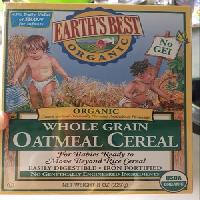 EARTH'S BEST
ORGANIC
No
GEI
ORGANIC
WHOLE GRAIN
OATMEAL CEREAL
For Babies Ready to
Move Beyond Rice Cereal
EASILY DIGESTIBLE • IRON FORTIFIED
NO GENETICALLY ENGINEERED INGREDIENTS
NET WEIGHT 8 OZ (227g)
USDA
ORGANIC